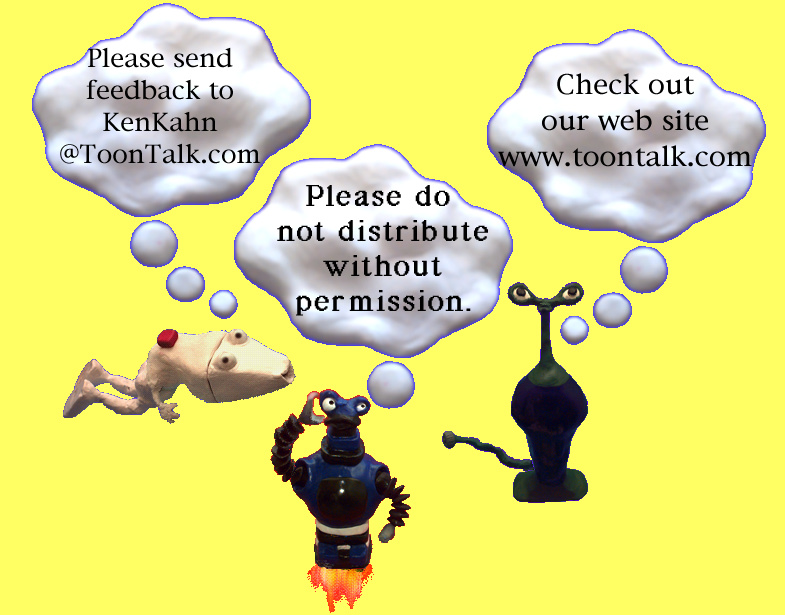 Please send
feedback to
KenKahn
@ToonTalk.com
Please do
not distribute
without
permission.
Check out
our web site
www.toontalk.com